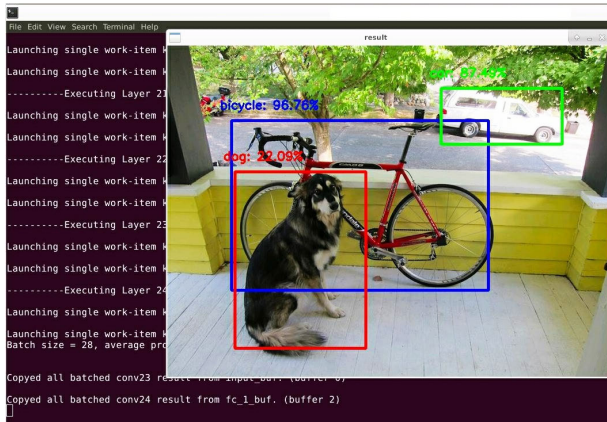 File Edit View Search Terminal Help
result
Launching single work-item k
Launching single work-item k
----------Executing Layer 21
Launching single work-item k
Launching single work-item k
----------Executing Layer 22
Launching single work-item k
Launching single work-item k
----------Executing Layer 23
Launching single work-item k
Launching single work-item k
----------Executing Layer 24
Launching single work-item k
Launching single work-item k
Batch size = 28, average pro
Copyed all batched conv23 result from input_buf. (buffer 0)
Copyed all batched conv24 result from fc_1_buf. (buffer 2)
bicycle: 96.76%
dog: 22.09%